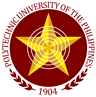 POLYTECHNIC UNIVERSITY OF THE PHILIPPINES
1904